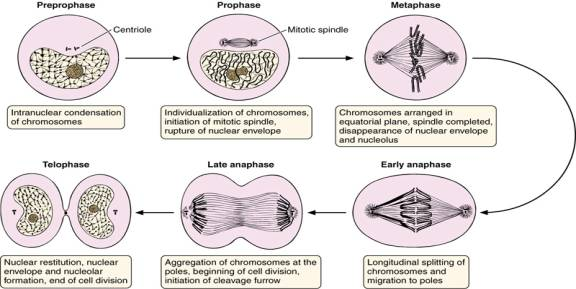 Preprophase
Prophase
Metaphase
Centriole
Mitotic spindle
Intranuclear condensation
of chromosomes
Individualization of chromosomes,
initiation of mitotic spindle,
rupture of nuclear envelope
Chromosomes arranged in
equatorial plane, spindle completed,
disappearance of nuclear envelope
and nucleolus
Telophase
Late anaphase
Early anaphase
Nuclear restitution, nuclear
envelope and nucleolar
formation, end of cell division
Aggregation of chromosomes at the
poles, beginning of cell division,
initiation of cleavage furrow
Longitudinal splitting of
chromosomes and
migration to poles